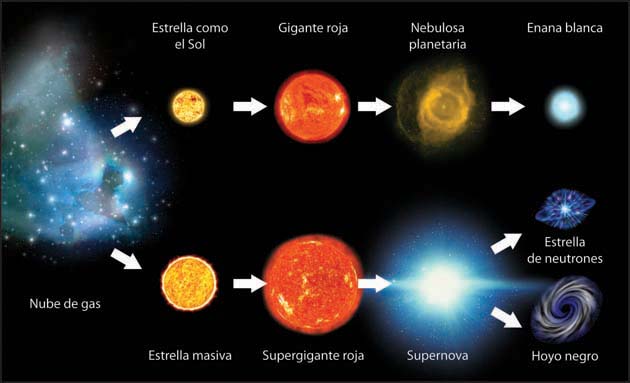 Estrella como
el Sol
Gigante roja
Nebulosa
planetaria
Enana blanca
Nube de gas
Estrella masiva
Supergigante roja
Supernova
Estrella
de neutrones
Hoyo negro